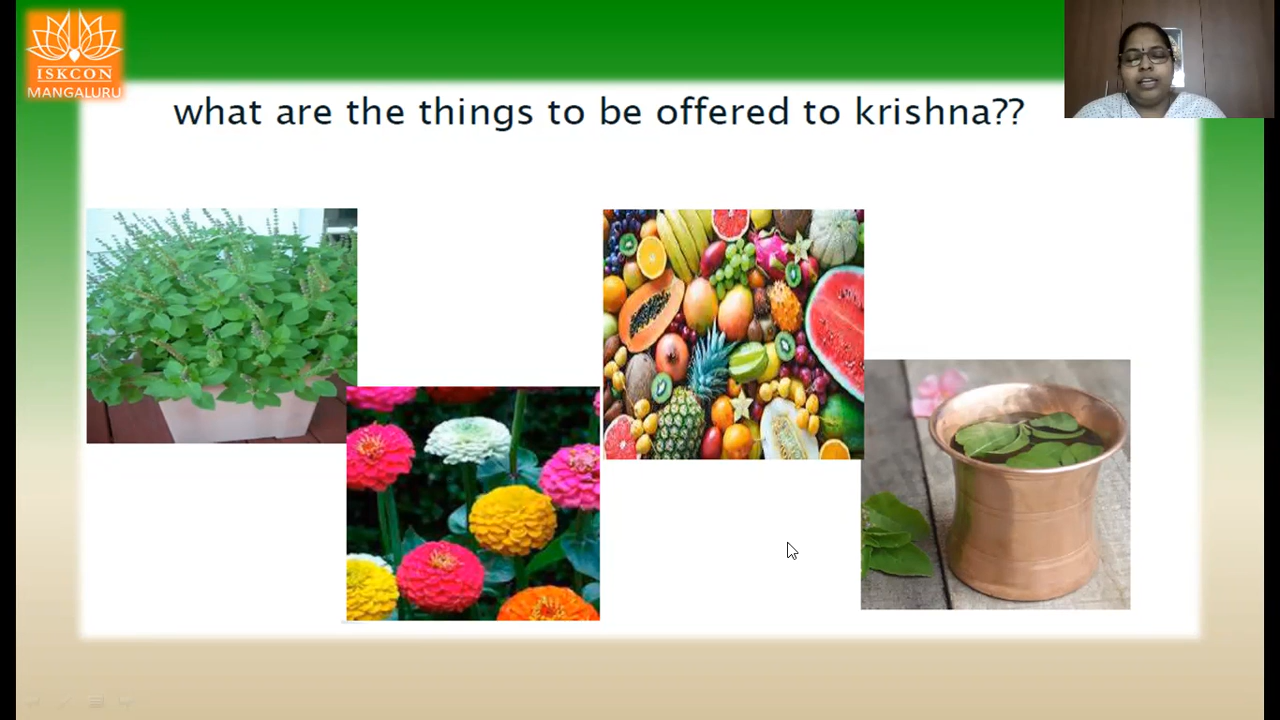 ISKCON
MANGALURU
what are the things to be offered to krishna??